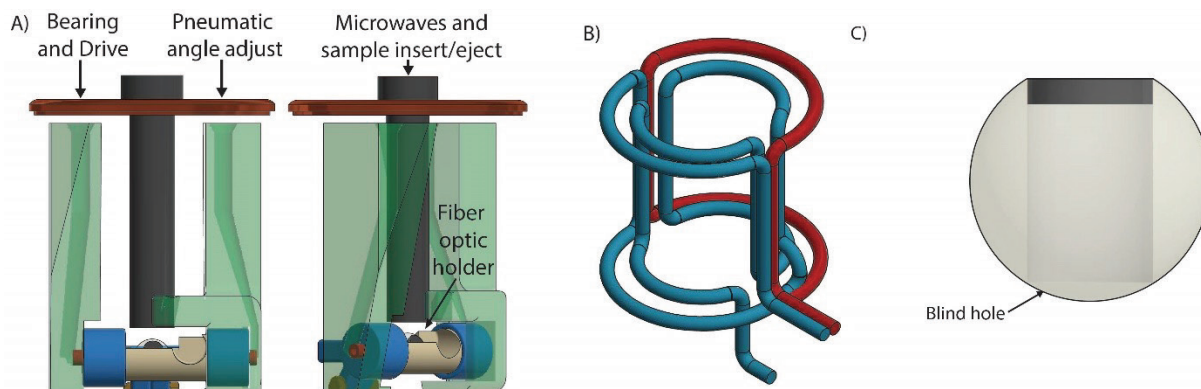 A)
Bearing
and Drive
Pneumatic
angle adjust
Microwaves and
sample insert/eject
Fiber
optic
holder
B)
C)
Blind hole